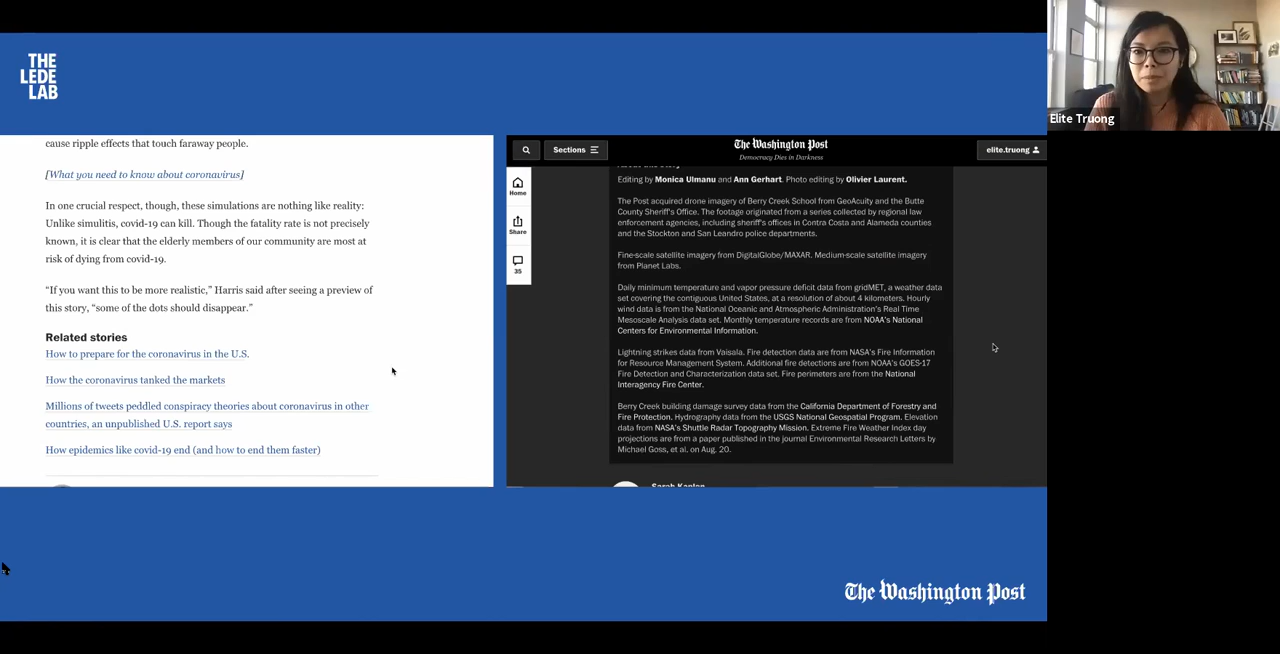 THE
LEDE
LAB
cause ripple effects that touch faraway people.
[What you need to know about coronavirus]
In one crucial respect, though, these simulations are nothing like reality:
Unlike simulitis, covid-19 can kill. Though the fatality rate is not precisely
known, it is clear that the elderly members of our community are most at
risk of dying from covid-19.
“If you want this to be more realistic,” Harris said after seeing a preview of
this story, “some of the dots should disappear.”
Related stories
How to prepare for the coronavirus in the U.S.
How the coronavirus tanked the markets
Millions of tweets peddled conspiracy theories about coronavirus in other
countries, an unpublished U.S. report says
How epidemics like covid-19 end (and how to end them faster)
Sections
The Washington Post
Democracy Dies in Darkness
elite.truong
Home
Share
35
Editing by Monica Ulmanu and Ann Gerhart. Photo editing by Olivier Laurent.
The Post acquired drone imagery of Berry Creek School from GeoAcuity and the Butte
County Sheriff's Office. The footage originated from a series collected by regional law
enforcement agencies, including sheriff's offices in Contra Costa and Alameda counties
and the Stockton and San Leandro police departments.
Fine-scale satellite imagery from DigitalGlobe/MAXAR. Medium-scale satellite imagery
from Planet Labs.
Daily minimum temperature and vapor pressure deficit data from gridMET, a weather data
set covering the contiguous United States, at a resolution of about 4 kilometers. Hourly
wind data is from the National Oceanic and Atmospheric Administration's Real Time
Mesoscale Analysis data set. Monthly temperature records are from NOAA's National
Centers for Environmental Information.
Lightning strikes data from Vaisala. Fire detection data are from NASA's Fire Information
for Resource Management System. Additional fire detections are from NOAA's GOES-17
Fire Detection and Characterization data set. Fire perimeters are from the National
Interagency Fire Center.
Berry Creek building damage survey data from the California Department of Forestry and
Fire Protection. Hydrography data from the USGS National Geospatial Program. Elevation
data from NASA's Shuttle Radar Topography Mission. Extreme Fire Weather Index day
projections are from a paper published in the journal Environmental Research Letters by
Michael Goss, et al. on Aug. 20.
Sarah Kaplan
The Washington Post
Elite Truong